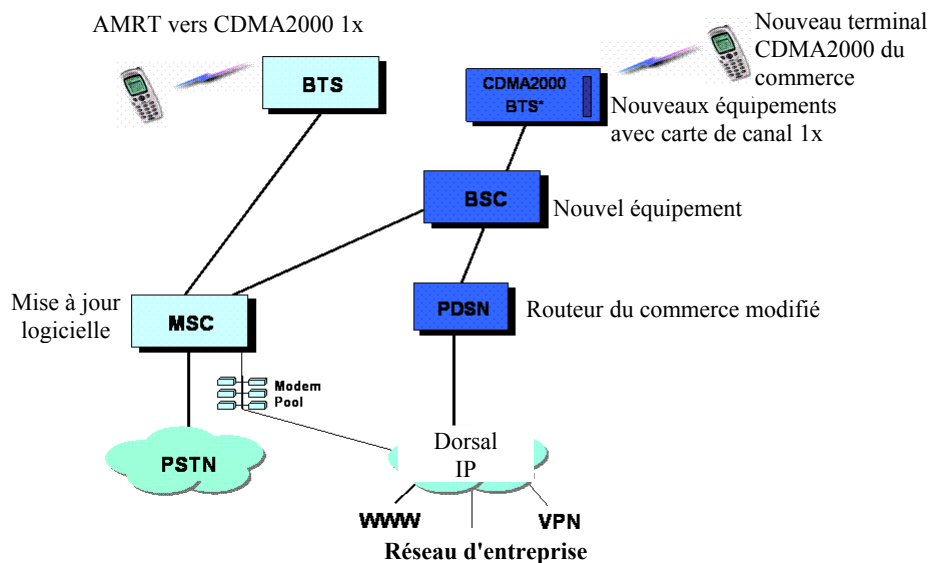 AMRT vers CDMA2000 1x
Nouveau terminal
CDMA2000 du
commerce
BTS
CDMA2000
BTS*
Nouveaux équipements
avec carte de canal 1x
BSC
Nouvel équipement
Mise à jour
logicielle
MSC
PDSN
Routeur du commerce modifié
Modem
Pool
PSTN
Dorsal
IP
WWW
VPN
Réseau d'entreprise